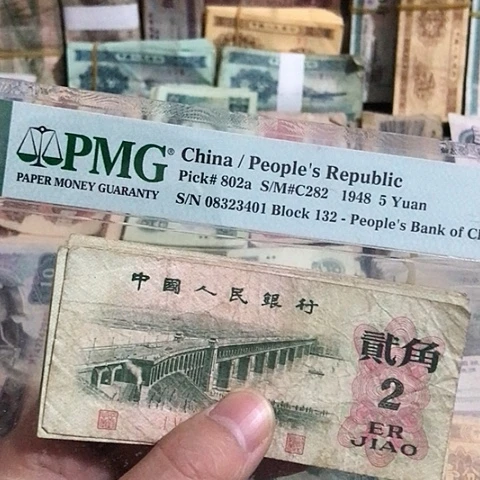 PMG®
PAPER MONEY GUARANTY
China / People's Republic
Pick# 802a S/M#C282 1948 5 Yuan
S/N 08323401 Block 132 - People's Bank of Ch
中國人民銀行
貳角
2
ER
JIAO